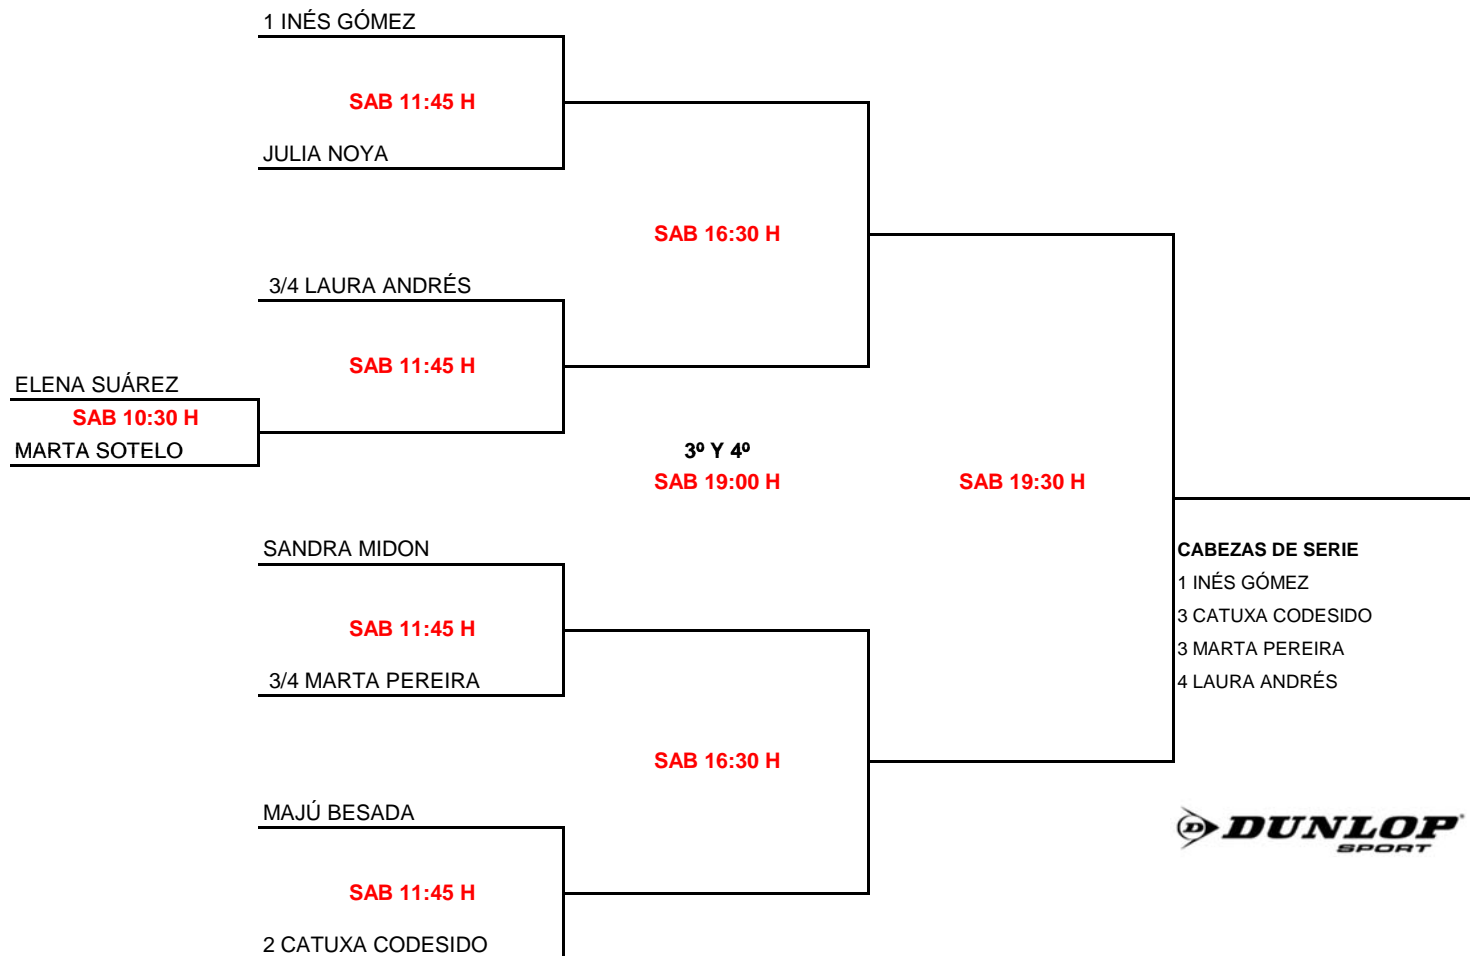 1 INÉS GÓMEZ
SAB 11:45 H
JULIA NOYA
SAB 16:30 H
3/4 LAURA ANDRÉS
SAB 11:45 H
ELENA SUÁREZ
SAB 10:30 H
MARTA SOTELO
3º Y 4º
SAB 19:00 H
SAB 19:30 H
SANDRA MIDON
SAB 11:45 H
3/4 MARTA PEREIRA
CABEZAS DE SERIE
1 INÉS GÓMEZ
3 CATUXA CODESIDO
3 MARTA PEREIRA
4 LAURA ANDRÉS
SAB 16:30 H
MAJÚ BESADA
SAB 11:45 H
2 CATUXA CODESIDO
D DUNLOP
SPORT